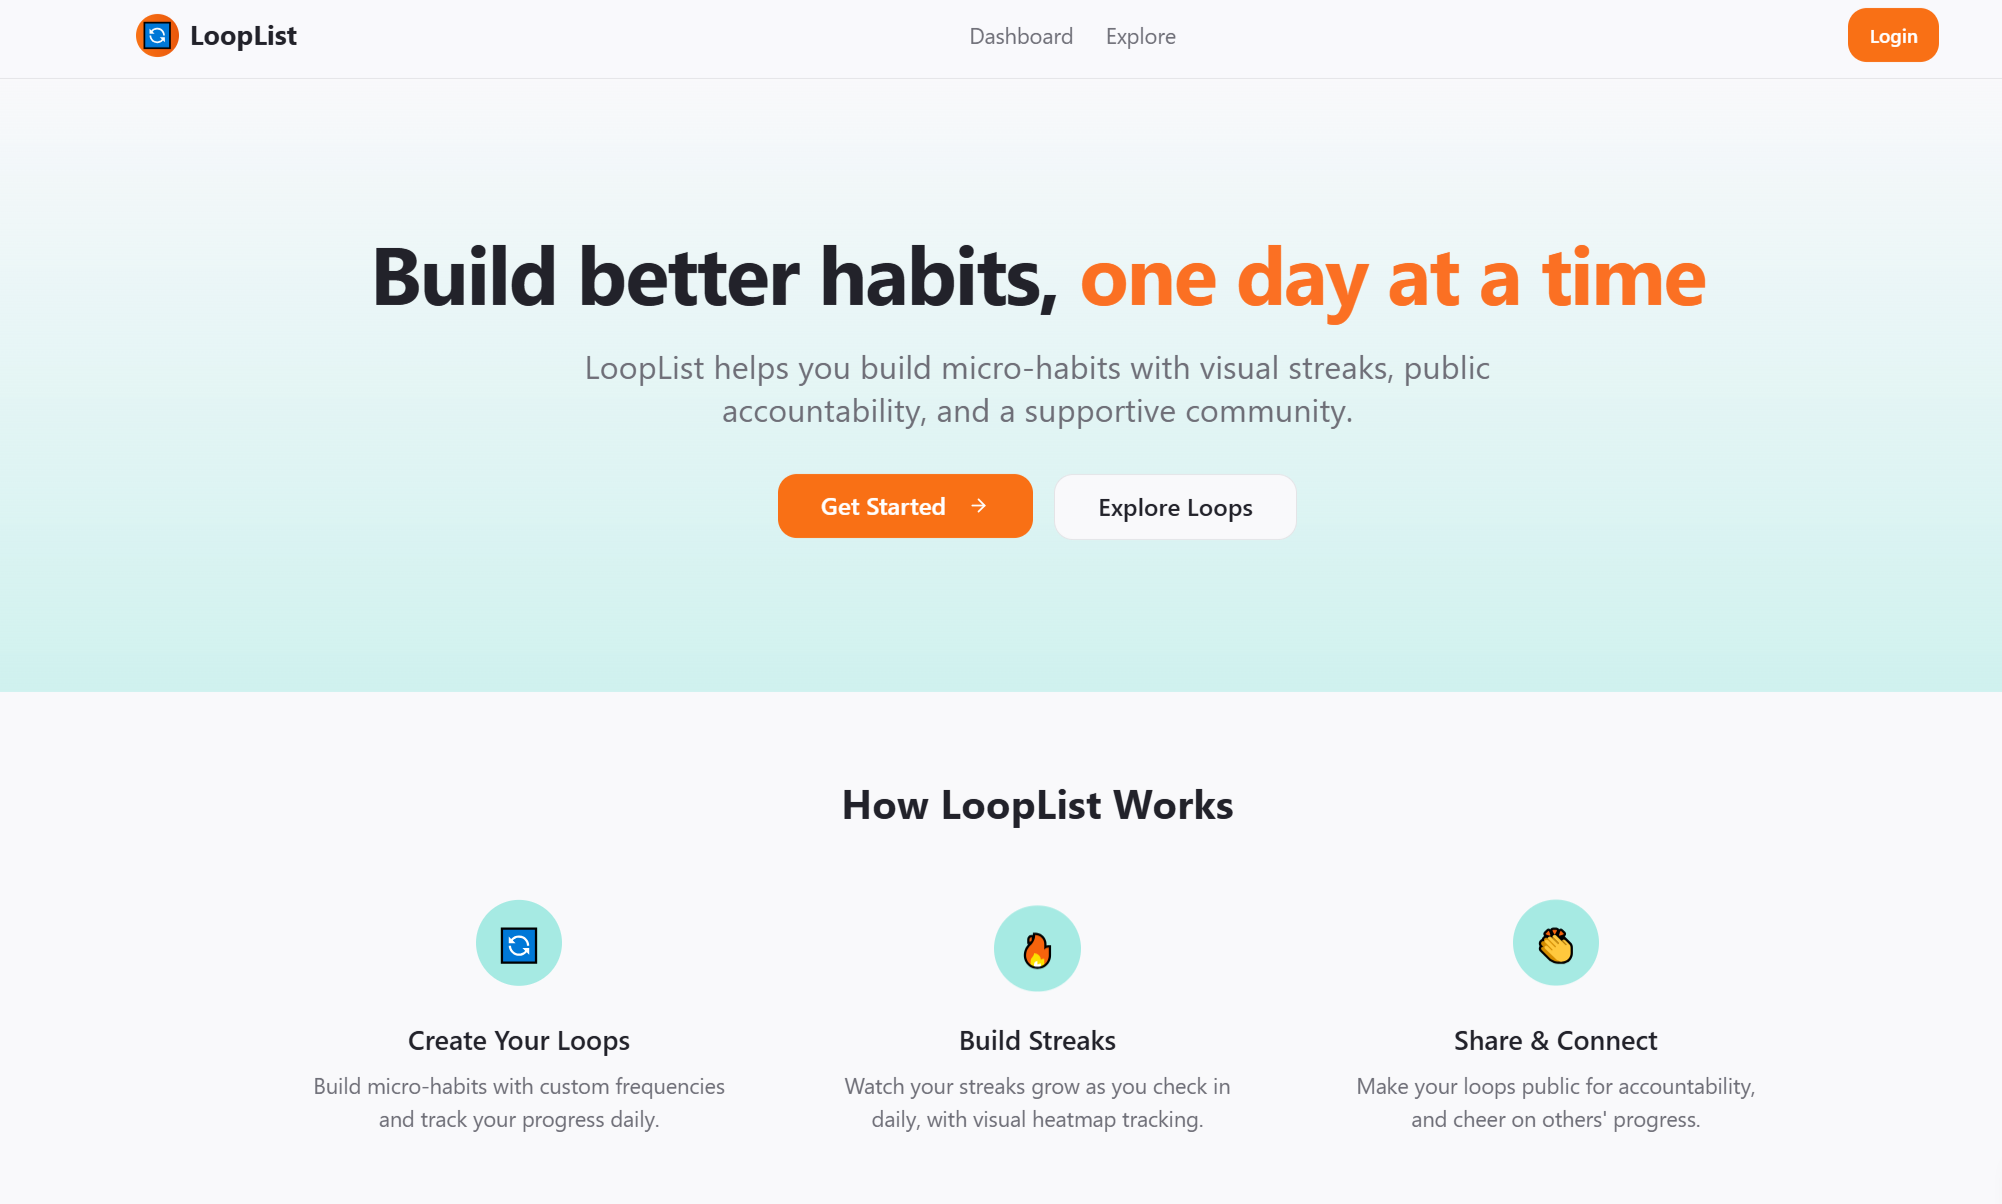 LoopList
Dashboard
Explore
Login
Build better habits, one day at a time
LoopList helps you build micro-habits with visual streaks, public
accountability, and a supportive community.
Get Started
Explore Loops
How LoopList Works
Create Your Loops
Build micro-habits with custom frequencies
and track your progress daily.
Build Streaks
Watch your streaks grow as you check in
daily, with visual heatmap tracking.
Share & Connect
Make your loops public for accountability,
and cheer on others' progress.